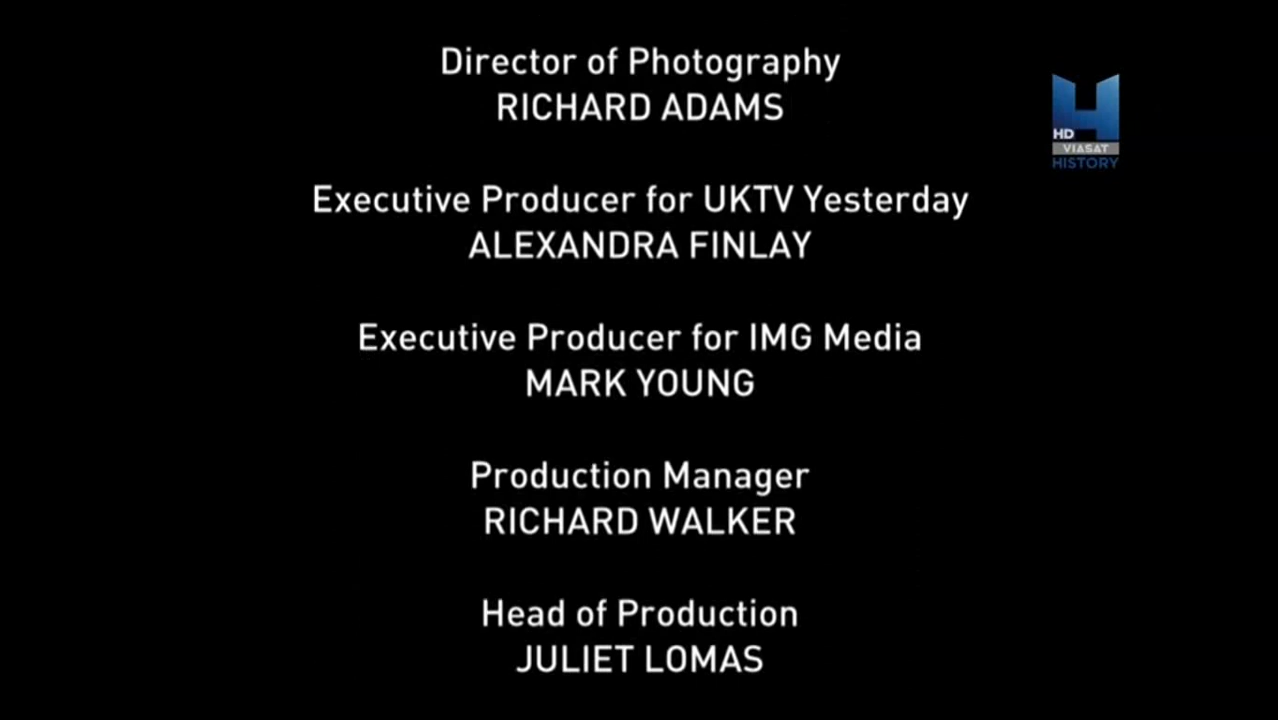 Director of Photography
RICHARD ADAMS
HD
VIASAT
HISTORY
Executive Producer for UKTV Yesterday
ALEXANDRA FINLAY
Executive Producer for IMG Media
MARK YOUNG
Production Manager
RICHARD WALKER
Head of Production
JULIET LOMAS